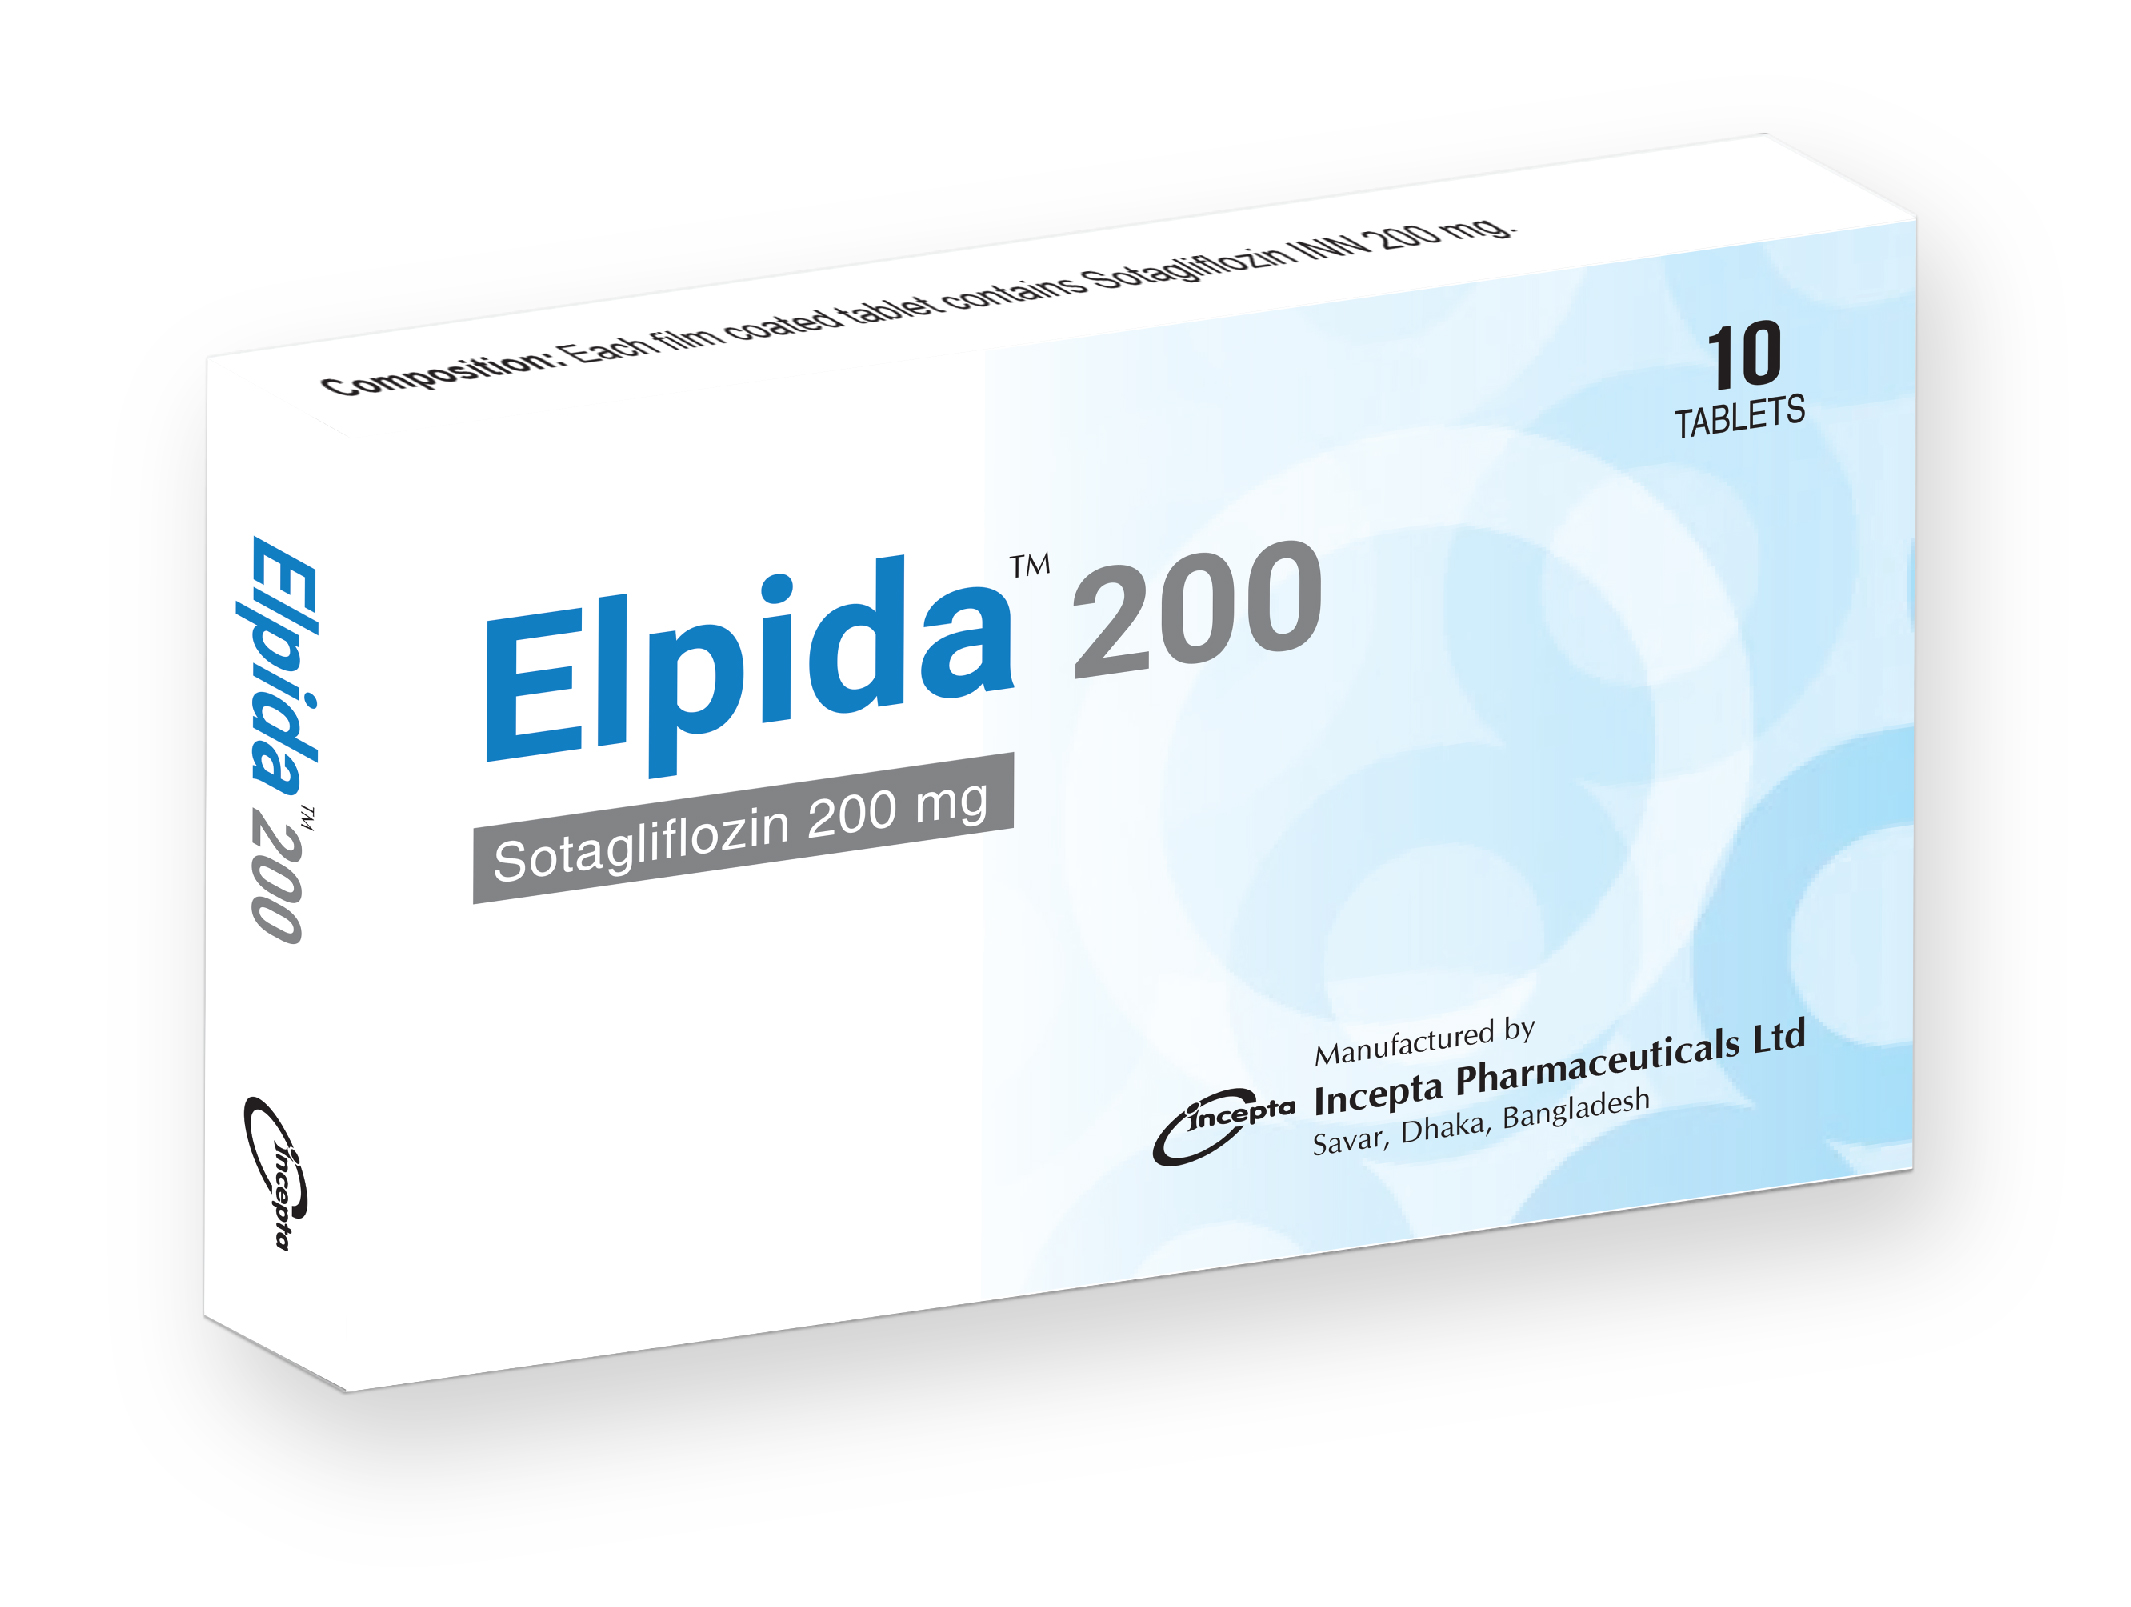 Composition: Each film coated tablet contains Sotagliflozin INN 200 mg.
10
TABLETS
Elpida™ 200
Sotagliflozin 200 mg
Manufactured by
Incepta Pharmaceuticals Ltd
Savar, Dhaka, Bangladesh
incepta
Elpida™ 200
incepta